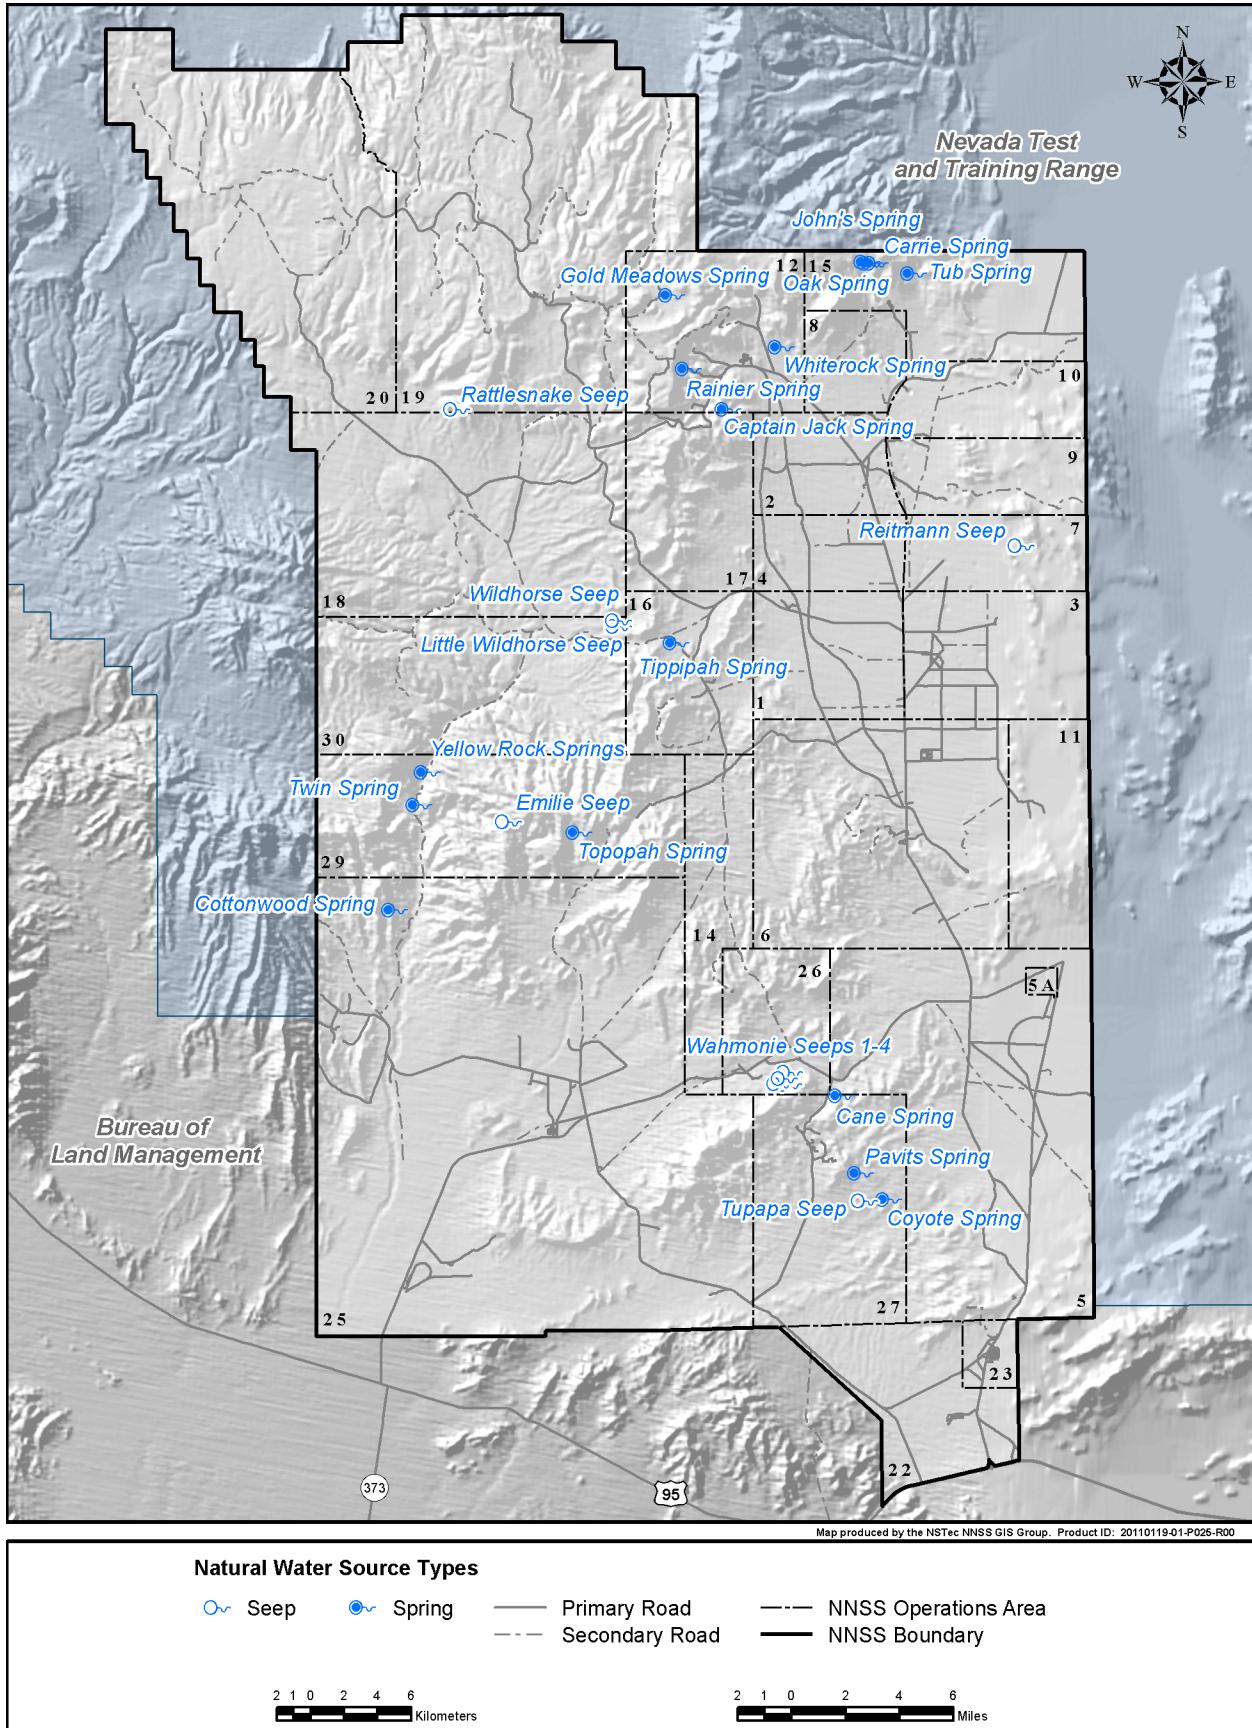 N
W
E
S
Nevada Test
and Training Range
John's Spring
Carrie Spring
Gold Meadows Spring
12
15
Oak Spring
Tub Spring
8
Whiterock Spring
10
Rainier Spring
20
19
Rattlesnake Seep
Captain Jack Spring
9
2
Reitmann Seep
7
17
4
Wildhorse Seep
18
16
3
Little Wildhorse Seep
Tippipah Spring
1
30
Yellow Rock Springs
11
Twin Spring
Emilie Seep
Topopah Spring
29
Cottonwood Spring
14
6
26
5A
Wahmonie Seeps 1-4
Cane Spring
Bureau of
Land Management
Pavits Spring
Tupapa Seep
Coyote Spring
25
27
5
23
22
373
95
Map produced by the NSTec NNSS GIS Group. Product ID: 20110119-01-P025-R00
Natural Water Source Types
Seep
Spring
Primary Road
Secondary Road
NNSS Operations Area
NNSS Boundary
2 1 0 2 4 6
Kilometers
2 1 0 2 4 6
Miles